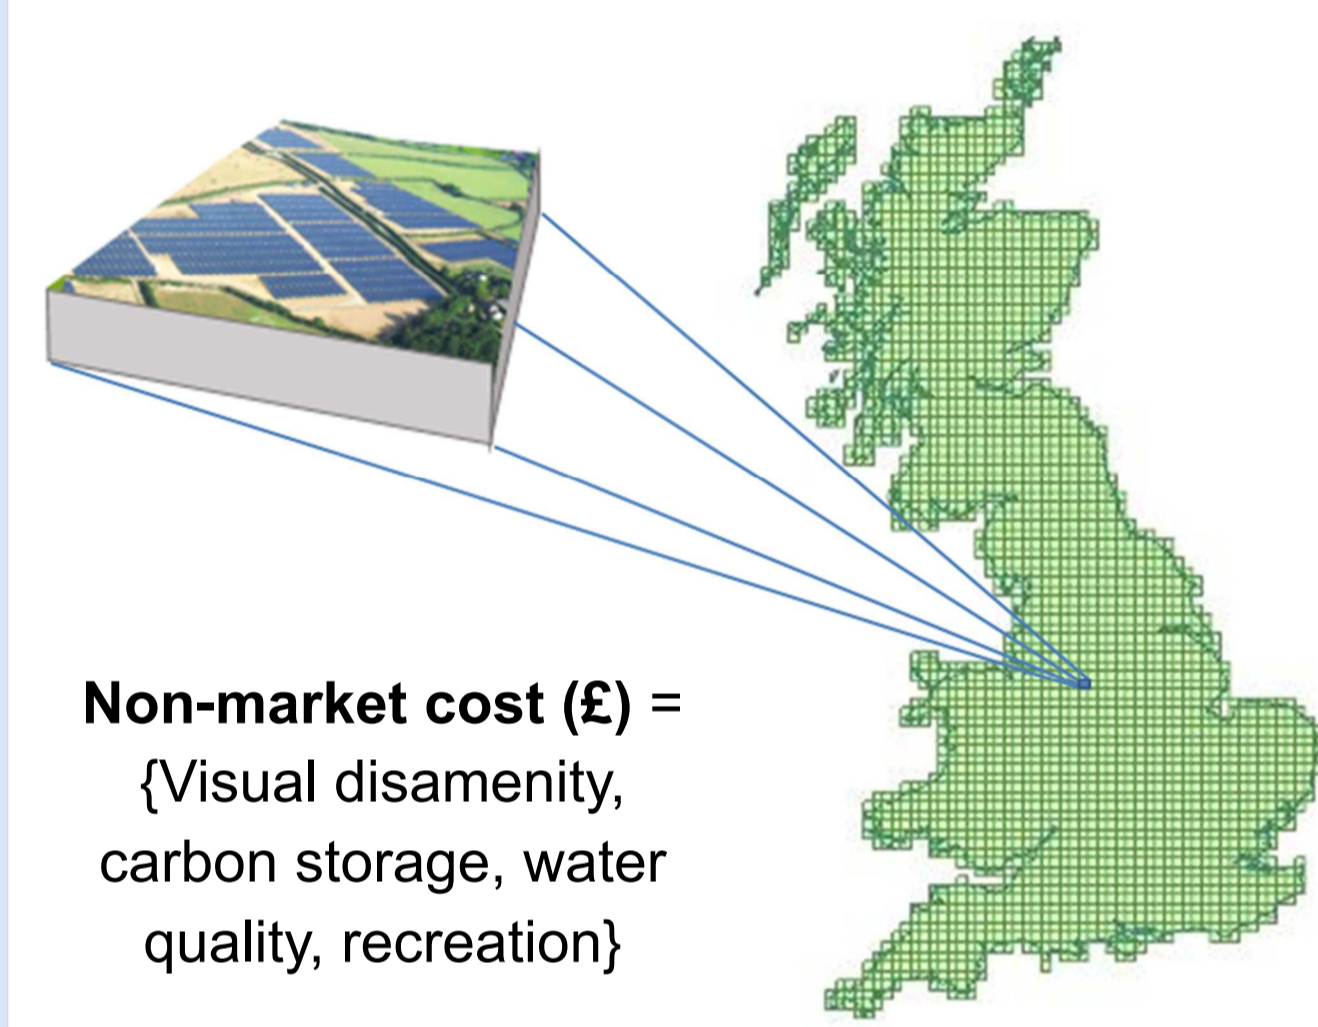 Non-market cost (£) =
{Visual disamenity,
carbon storage, water
quality, recreation}